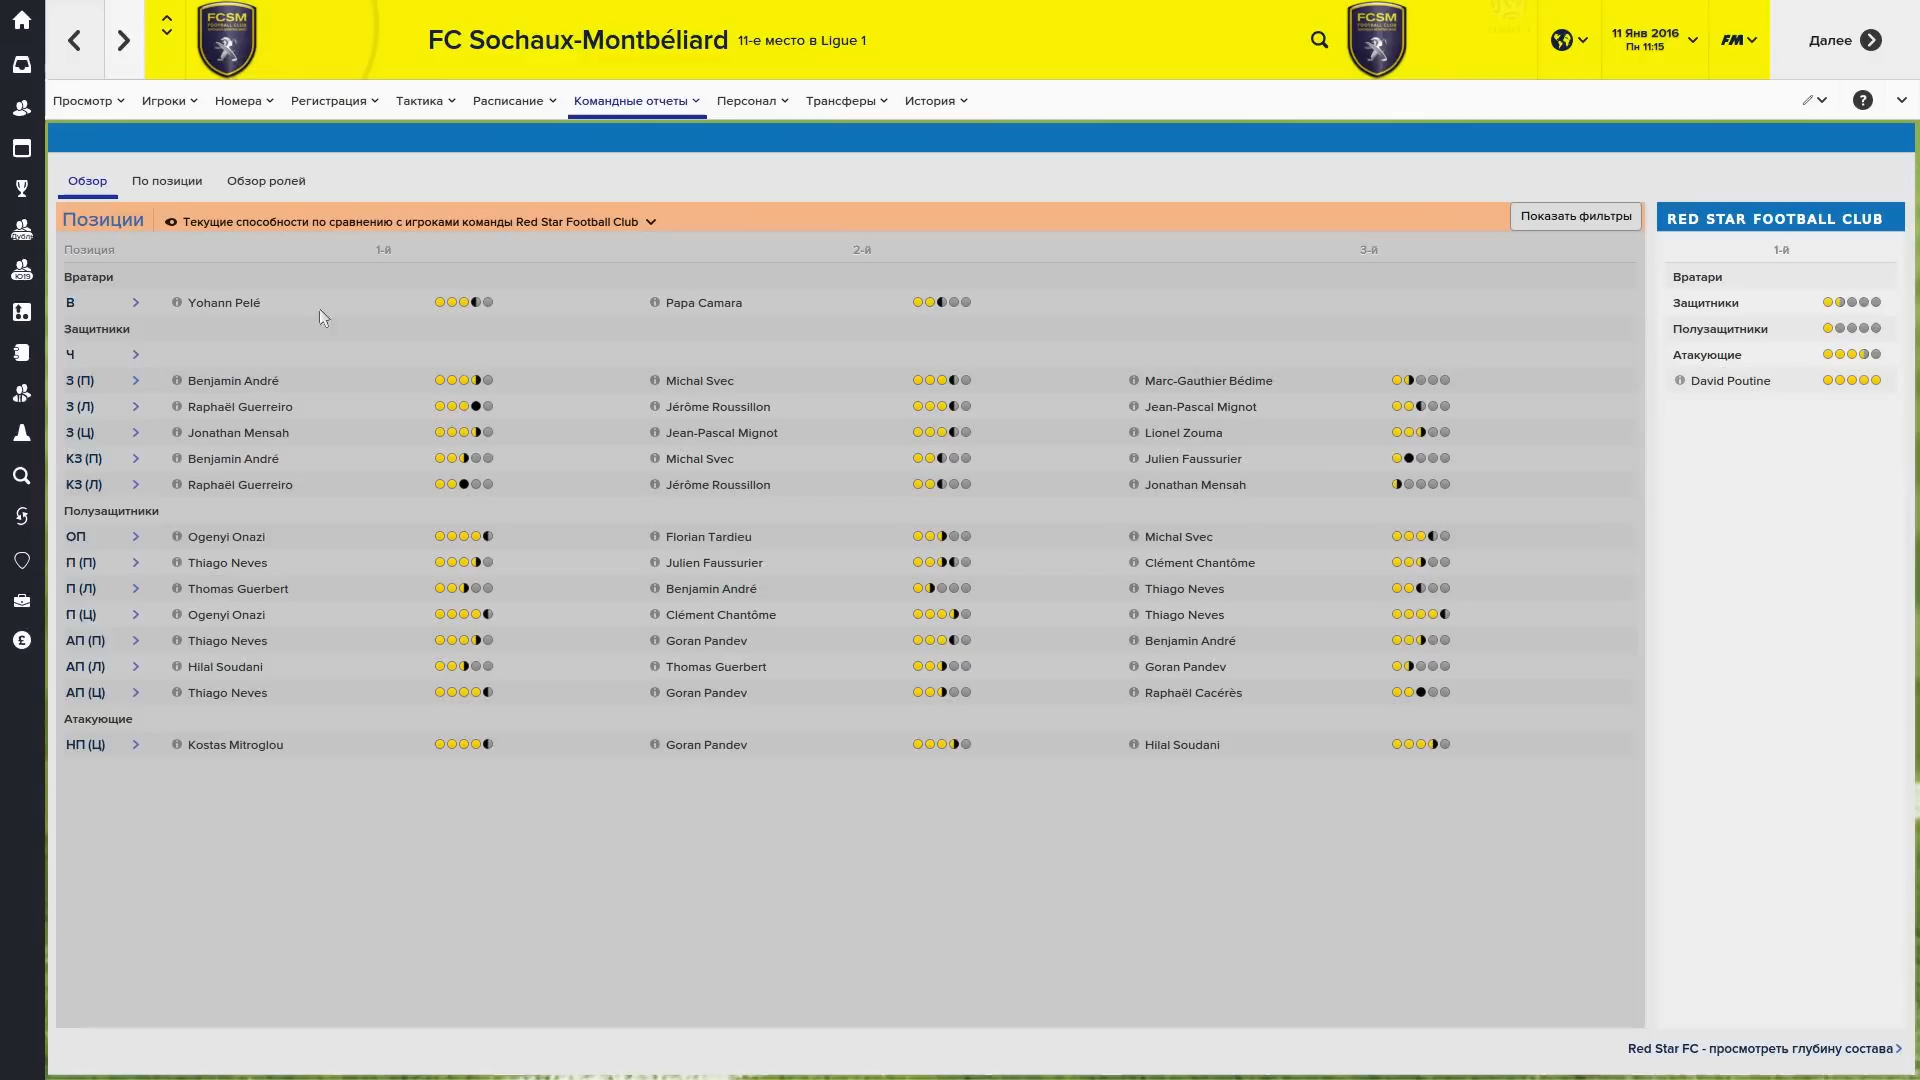 FCSM
FOOTBALL CLUB
FC Sochaux-Montbéliard 11-е место в Ligue 1
FCSM
FOOTBALL CLUB
11 Янв 2016
Пн 11:15
FM
Далее
Просмотр Игроки Номера Регистрация Тактика Расписание Командные отчеты Персонал Трансферы История
?
Обзор По позиции Обзор ролей
Позиции Текущие способности по сравнению с игроками команды Red Star Football Club Показать фильтры
Позиция 1-й 2-й 3-й
Вратари
В Yohann Pelé Papa Camara
Защитники
Ч
З (П) Benjamin André Michal Svec Marc-Gauthier Bédime
З (Л) Raphaël Guerreiro Jérôme Roussillon Jean-Pascal Mignot
З (Ц) Jonathan Mensah Jean-Pascal Mignot Lionel Zouma
КЗ (П) Benjamin André Michal Svec Julien Faussurier
КЗ (Л) Raphaël Guerreiro Jérôme Roussillon Jonathan Mensah
Полузащитники
ОП Ogenyi Onazi Florian Tardieu Michal Svec
П (П) Thiago Neves Julien Faussurier Clément Chantôme
П (Л) Thomas Guerbert Benjamin André Thiago Neves
П (Ц) Ogenyi Onazi Clément Chantôme Thiago Neves
АП (П) Thiago Neves Goran Pandev Benjamin André
АП (Л) Hilal Soudani Thomas Guerbert Goran Pandev
АП (Ц) Thiago Neves Goran Pandev Raphaël Cacérès
Атакующие
НП (Ц) Kostas Mitroglou Goran Pandev Hilal Soudani
RED STAR FOOTBALL CLUB
1-й
Вратари
Защитники
Полузащитники
Атакующие
David Poutine
Red Star FC - просмотреть глубину состава